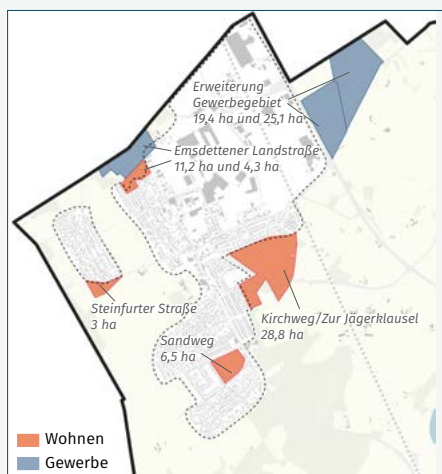 Erweiterung
Gewerbegebiet
19,4 ha und 25,1 ha
Emsdettener Landstraße
11,2 ha und 4,3 ha
Steinfurter Straße
3 ha
Kirchweg/Zur Jägerklausel
28,8 ha
Sandweg
6,5 ha
Wohnen
Gewerbe